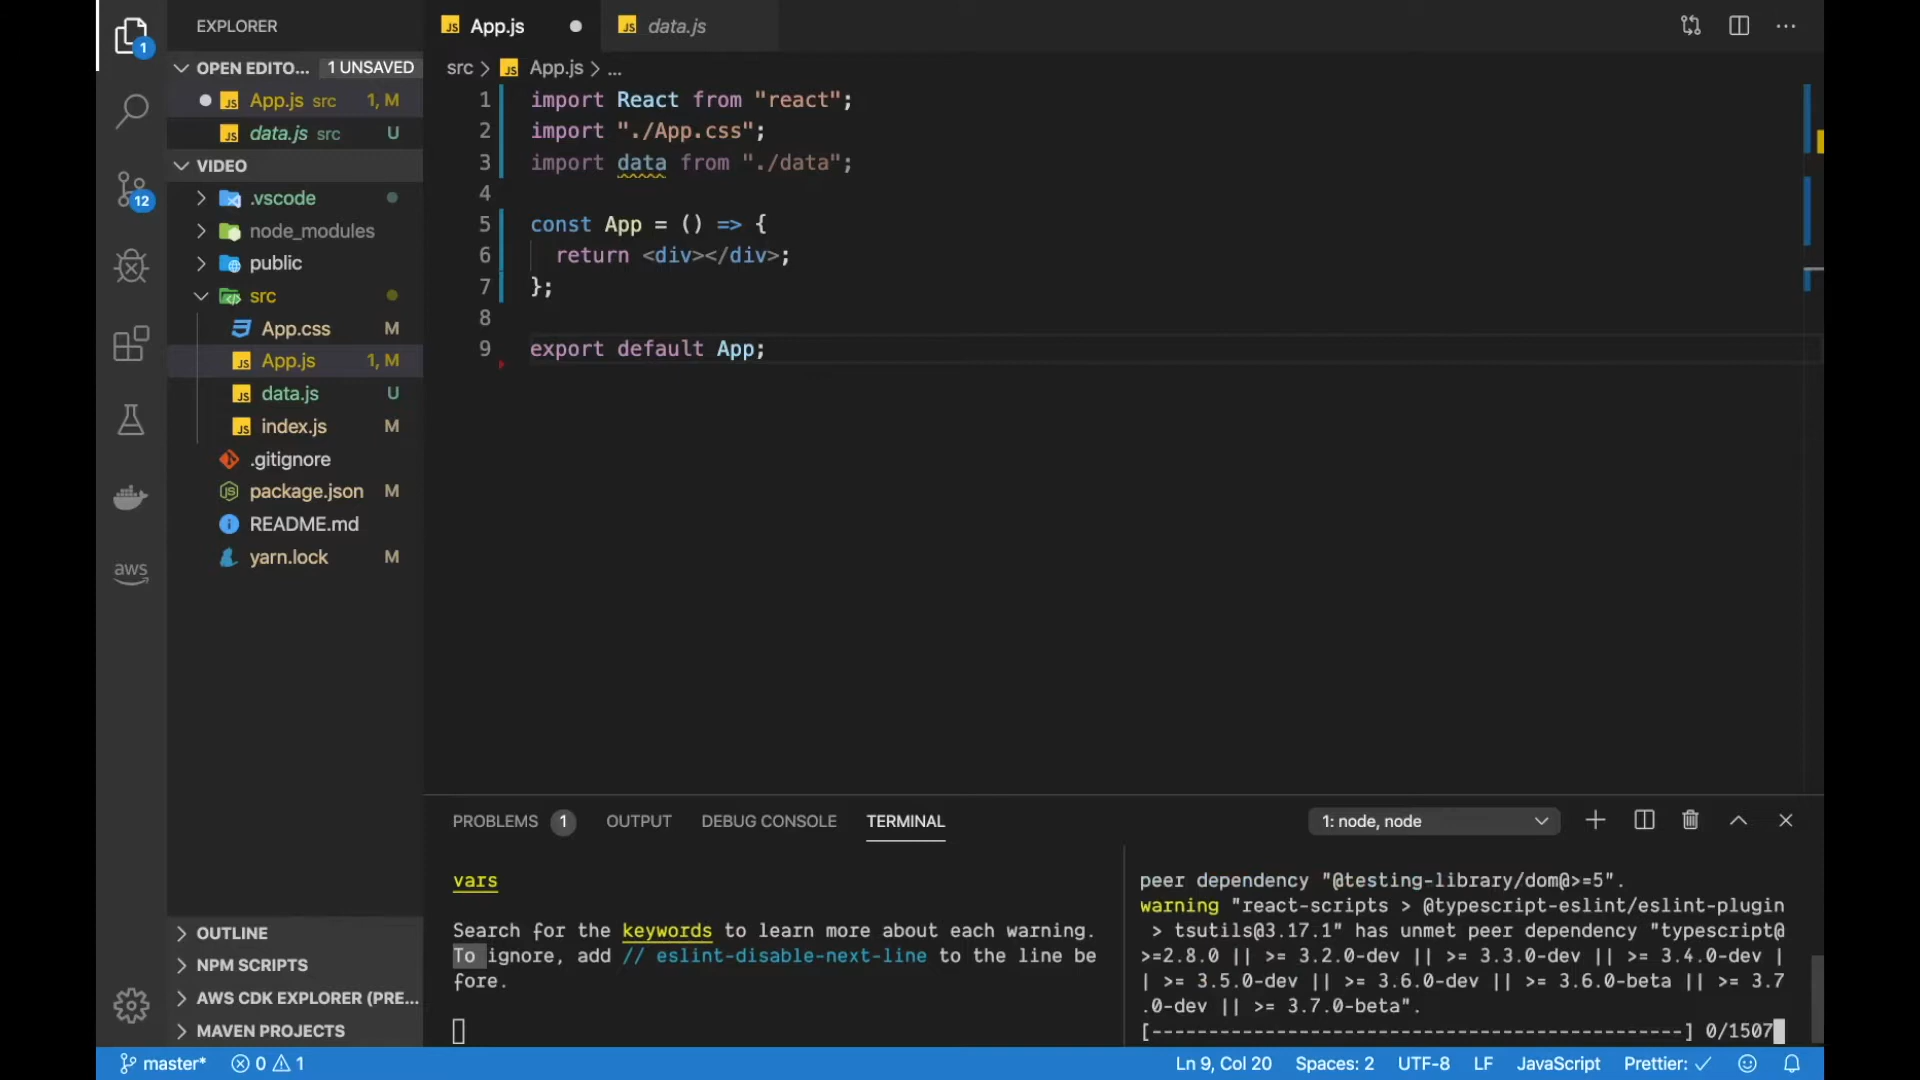 EXPLORER
OPEN EDITO... 1 UNSAVED
App.js src 1, M
data.js src U
VIDEO
.vscode
node_modules
public
src
App.css M
App.js 1, M
data.js U
index.js M
.gitignore
package.json M
README.md
yarn.lock M
OUTLINE
NPM SCRIPTS
AWS CDK EXPLORER (PRE...
MAVEN PROJECTS
1
12
aws
JS App.js
JS data.js
src > JS App.js > ...
1 import React from "react";
2 import "./App.css";
3 import data from "./data";
4
5 const App = () => {
6 return <div></div>;
7 };
8
9 export default App;
PROBLEMS 1 OUTPUT DEBUG CONSOLE TERMINAL
1: node, node
vars
Search for the keywords to learn more about each warning.
To ignore, add // eslint-disable-next-line to the line be
fore.
peer dependency "@testing-library/dom@>=5".
warning "react-scripts > @typescript-eslint/eslint-plugin
> tsutils@3.17.1" has unmet peer dependency "typescript@
>=2.8.0 || >= 3.2.0-dev || >= 3.3.0-dev || >= 3.4.0-dev |
| >= 3.5.0-dev || >= 3.6.0-dev || >= 3.6.0-beta || >= 3.7
.0-dev || >= 3.7.0-beta".
[-----------------------------------------------] 0/1507
master* 0 1 Ln 9, Col 20 Spaces: 2 UTF-8 LF JavaScript Prettier: ✓